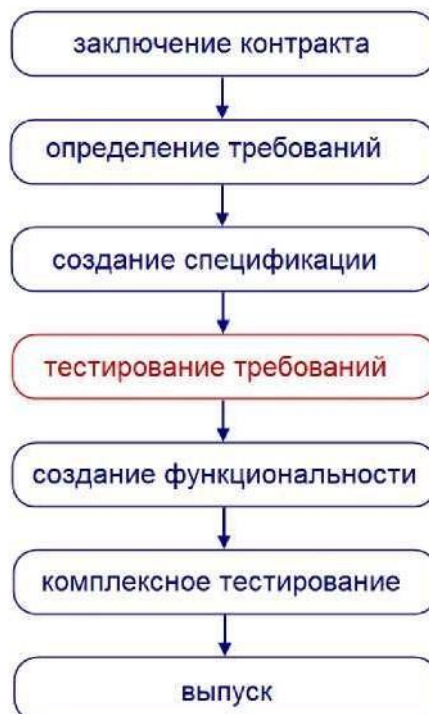 заключение контракта
определение требований
создание спецификации
тестирование требований
создание функциональности
комплексное тестирование
выпуск